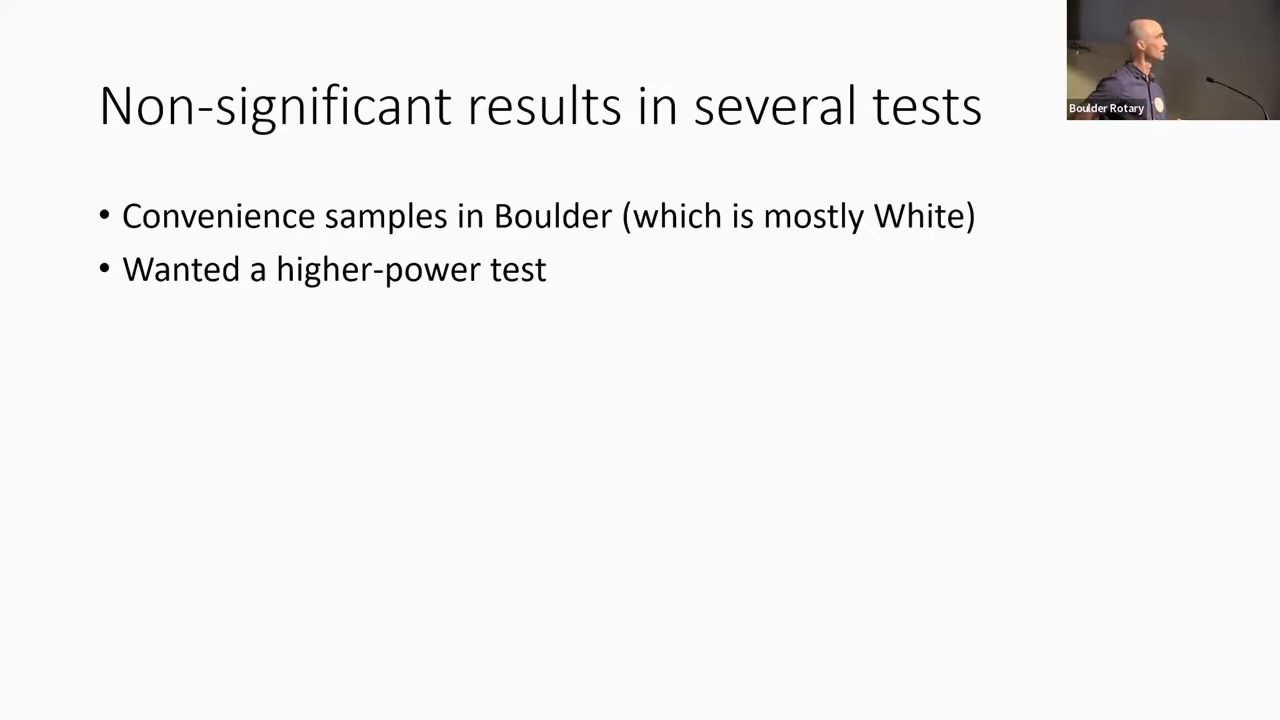 Non-significant results in several tests
• Convenience samples in Boulder (which is mostly White)
• Wanted a higher-power test
Boulder Rotary